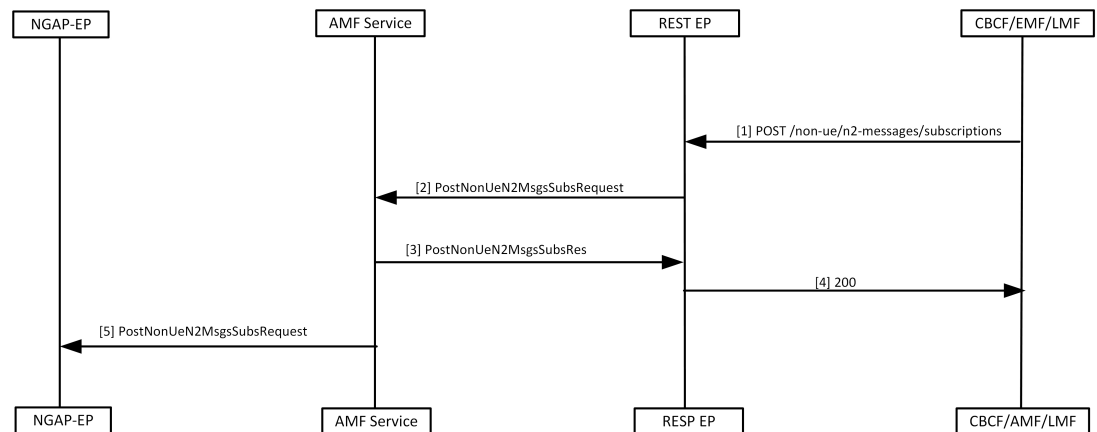 NGAP-EP
AMF Service
REST EP
CBCF/EMF/LMF
[1] POST /non-ue/n2-messages/subscriptions
[2] PostNonUeN2MsgsSubsRequest
[3] PostNonUeN2MsgsSubsRes
[4] 200
[5] PostNonUeN2MsgsSubsRequest
NGAP-EP
AMF Service
RESP EP
CBCF/AMF/LMF